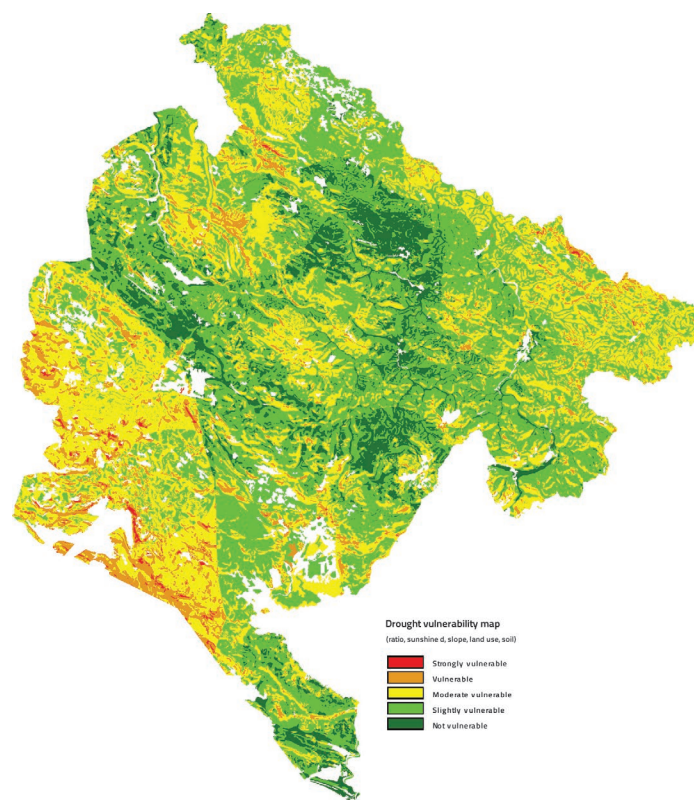 Drought vulnerability map
(ratio, sunshine d, slope, land use, soil)
Strongly vulnerable
Vulnerable
Moderate vulnerable
Slightly vulnerable
Not vulnerable